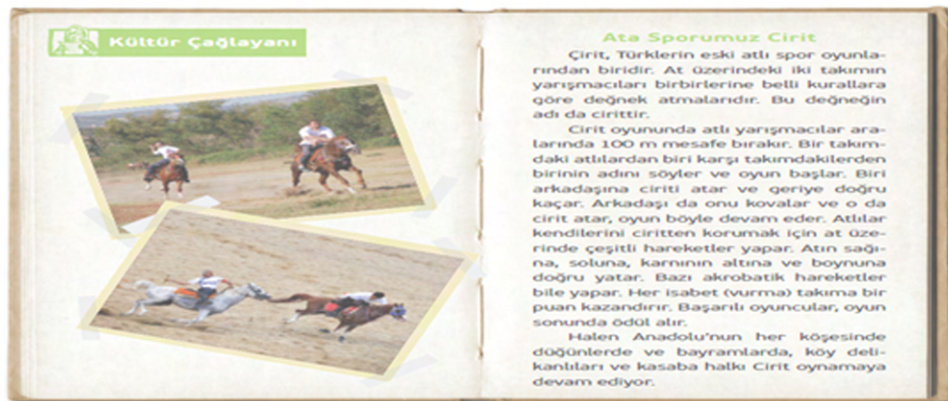 Kültür Çağlayanı
Ata Sporumuz Cirit
Çirit, Türklerin eski atlı spor oyunla-
rından biridir. At üzerindeki iki takımın
yarışmacıları birbirlerine belli kurallara
göre değnek atmalarıdır. Bu değneğin
adı da cirittir.
Cirit oyununda atlı yarışmacılar ara-
larında 100 m mesafe bırakır. Bir takım-
daki atlılardan biri karşı takımdakilerden
birinin adını söyler ve oyun başlar. Biri
arkadaşına ciriti atar ve geriye doğru
kaçar. Arkadaşı da onu kovalar ve o da
cirit atar, oyun böyle devam eder. Atlılar
kendilerini ciritten korumak için at üze-
rinde çeşitli hareketler yapar. Atın sağı-
na, soluna, karnının altına ve boynuna
doğru yatar. Bazı akrobatik hareketler
bile yapar. Her isabet (vurma) takıma bir
puan kazandırır. Başarılı oyuncular, oyun
sonunda ödül alır.
Halen Anadolu'nun her köşesinde
düğünlerde ve bayramlarda, köy deli-
kanlıları ve kasaba halkı Cirit oynamaya
devam ediyor.